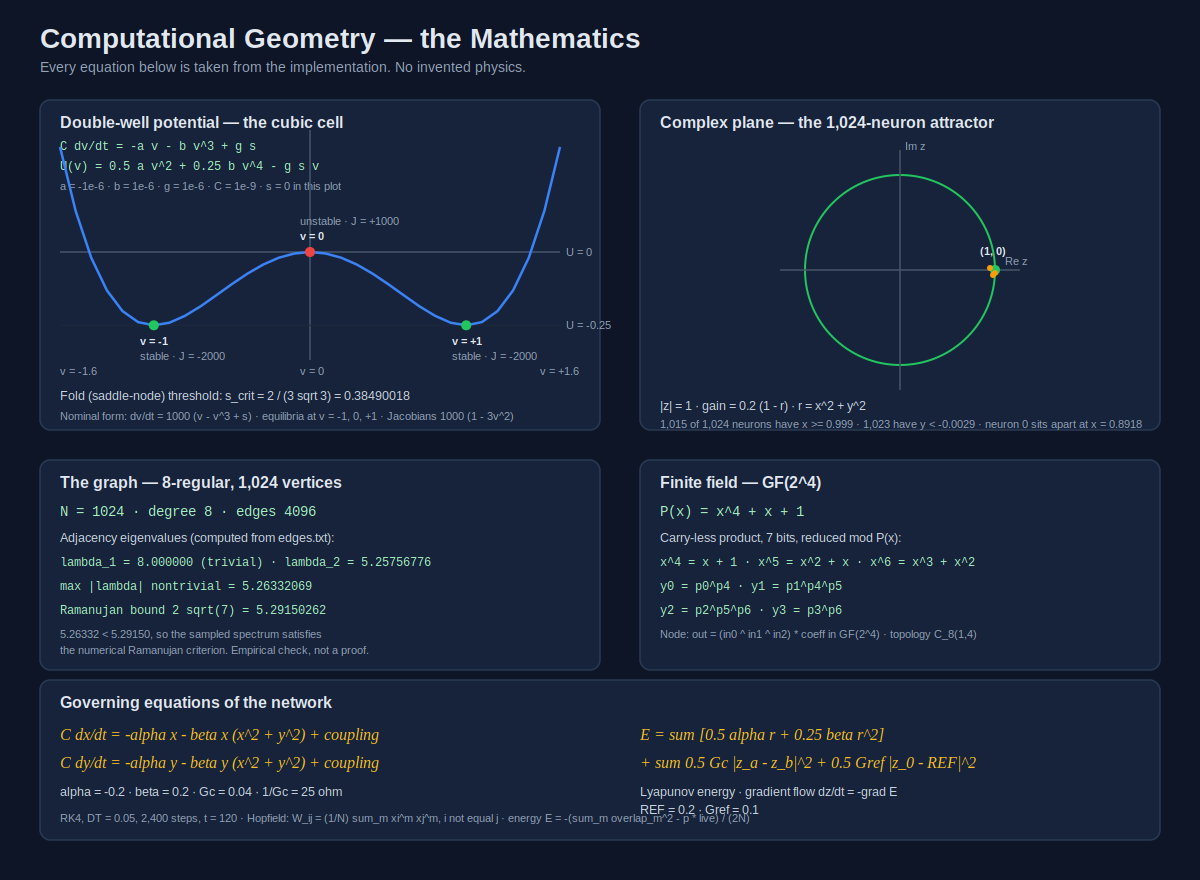 Computational Geometry — the Mathematics
Every equation below is taken from the implementation. No invented physics.
Double-well potential — the cubic cell
C dv/dt = -a v - b v^3 + g s
U(v) = 0.5 a v^2 + 0.25 b v^4 - g s v
a = -1e-6 · b = 1e-6 · g = 1e-6 · C = 1e-9 · s = 0 in this plot
unstable · J = +1000
v = 0
U = 0
U = -0.25
v = -1
stable · J = -2000
v = +1
stable · J = -2000
v = -1.6
v = 0
v = +1.6
Fold (saddle-node) threshold: s_crit = 2 / (3 sqrt 3) = 0.38490018
Nominal form: dv/dt = 1000 (v - v^3 + s) · equilibria at v = -1, 0, +1 · Jacobians 1000 (1 - 3v^2)
Complex plane — the 1,024-neuron attractor
Im z
(1, 0)
Re z
|z| = 1 · gain = 0.2 (1 - r) · r = x^2 + y^2
1,015 of 1,024 neurons have x >= 0.999 · 1,023 have y < -0.0029 · neuron 0 sits apart at x = 0.8918
The graph — 8-regular, 1,024 vertices
N = 1024 · degree 8 · edges 4096
Adjacency eigenvalues (computed from edges.txt):
lambda_1 = 8.000000 (trivial) · lambda_2 = 5.25756776
max |lambda| nontrivial = 5.26332069
Ramanujan bound 2 sqrt(7) = 5.29150262
5.26332 < 5.29150, so the sampled spectrum satisfies
the numerical Ramanujan criterion. Empirical check, not a proof.
Finite field — GF(2^4)
P(x) = x^4 + x + 1
Carry-less product, 7 bits, reduced mod P(x):
x^4 = x + 1 · x^5 = x^2 + x · x^6 = x^3 + x^2
y0 = p0^p4 · y1 = p1^p4^p5
y2 = p2^p5^p6 · y3 = p3^p6
Node: out = (in0 ^ in1 ^ in2) * coeff in GF(2^4) · topology C_8(1,4)
Governing equations of the network
C dx/dt = -alpha x - beta x (x^2 + y^2) + coupling
C dy/dt = -alpha y - beta y (x^2 + y^2) + coupling
alpha = -0.2 · beta = 0.2 · Gc = 0.04 · 1/Gc = 25 ohm
RK4, DT = 0.05, 2,400 steps, t = 120 · Hopfield: W_ij = (1/N) sum_m xi^m xj^m, i not equal j · energy E = -(sum_m overlap_m^2 - p * live) / (2N)
E = sum [0.5 alpha r + 0.25 beta r^2]
+ sum 0.5 Gc |z_a - z_b|^2 + 0.5 Gref |z_0 - REF|^2
Lyapunov energy · gradient flow dz/dt = -grad E
REF = 0.2 · Gref = 0.1